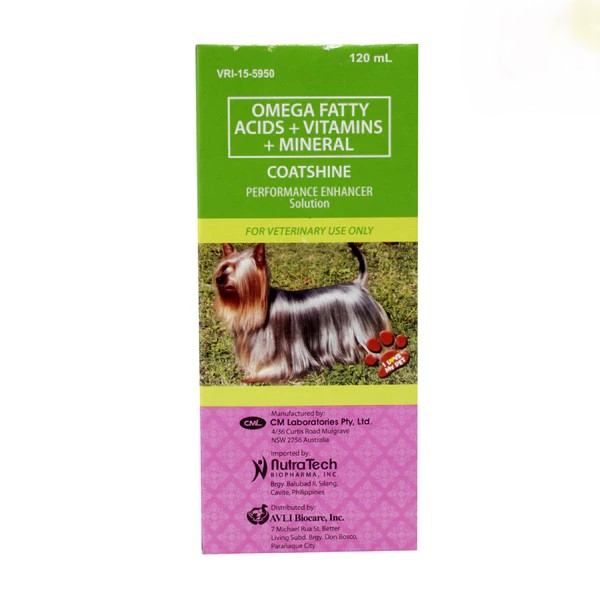 120 mL
VRI-15-5950
OMEGA FATTY
ACIDS + VITAMINS
+ MINERAL
COATSHINE
PERFORMANCE ENHANCER
Solution
FOR VETERINARY USE ONLY
I LOVE
MY PET
Manufactured by:
CML
CM Laboratories Pty, Ltd.
4/36 Curtis Road Mulgrave
NSW 2756 Australia
Imported by:
NutraTech
BIOPHARMA, INC
Brgy. Balubad II, Silang,
Cavite, Philippines
Distributed by:
AVLI Biocare, Inc.
7 Michael Rua St. Better
Living Subd. Brgy. Don Bosco,
Parañaque City